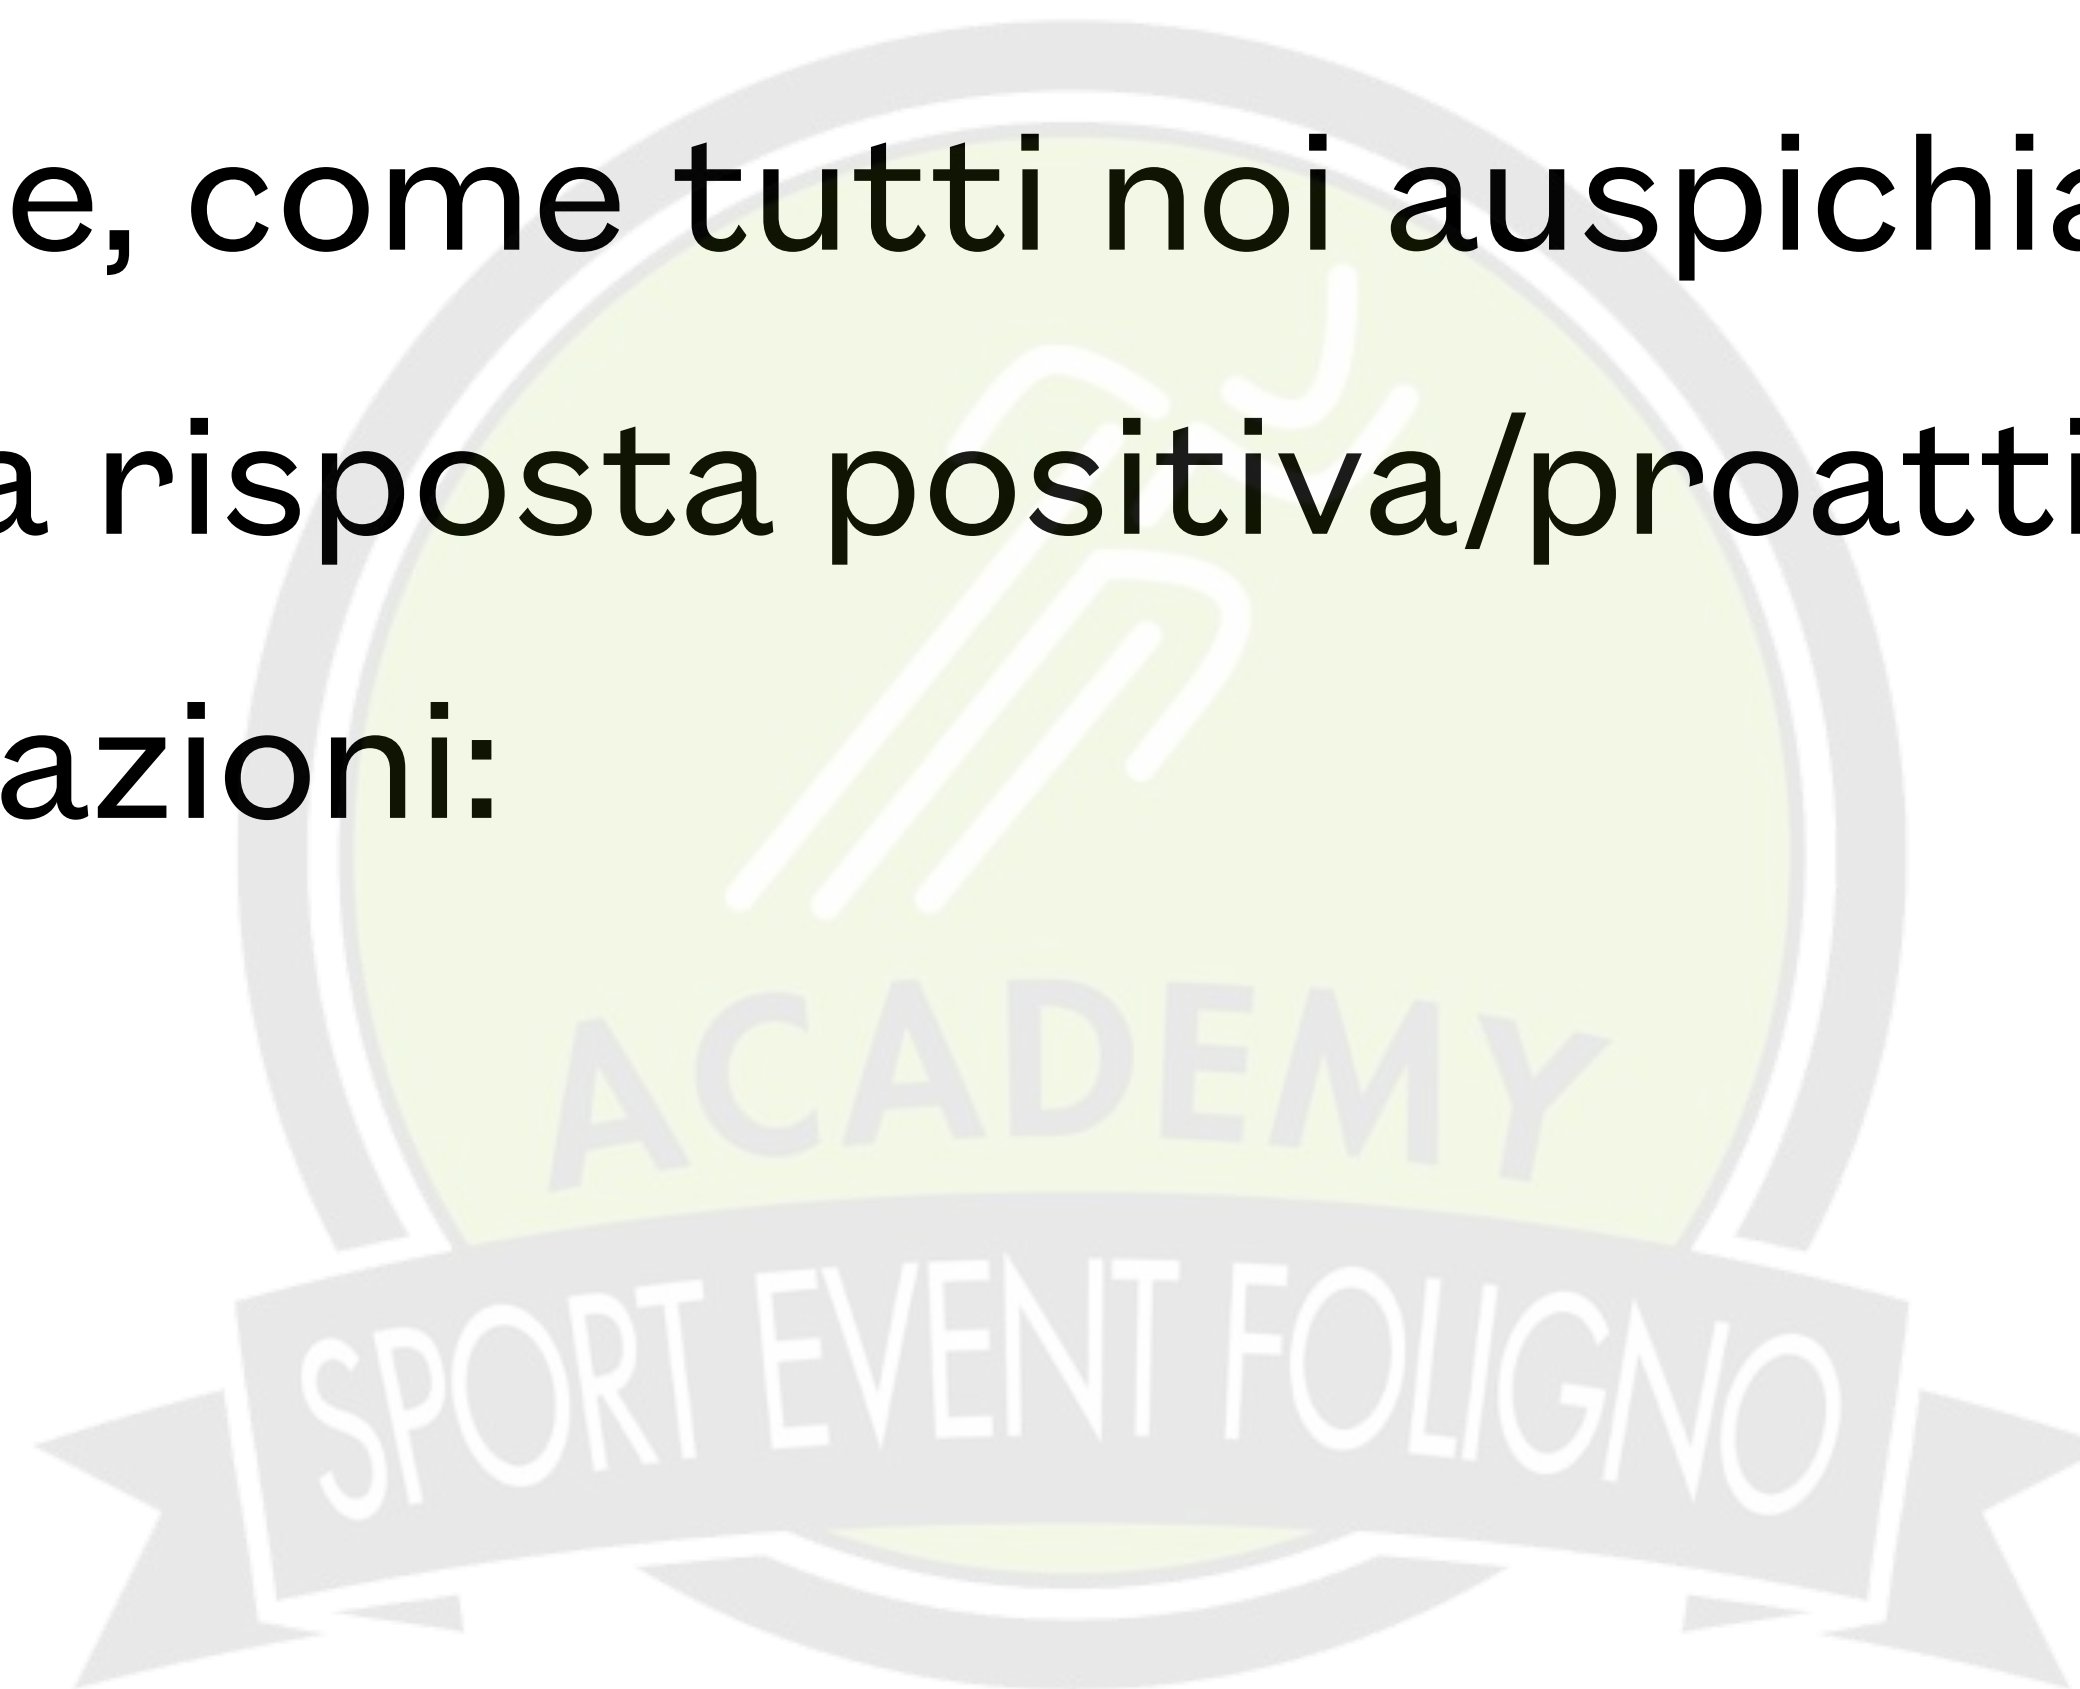 e, come tutti noi auspichia
a risposta positiva/proatti
azioni:
ACADEMY
SPORT EVENT FOLIGNO